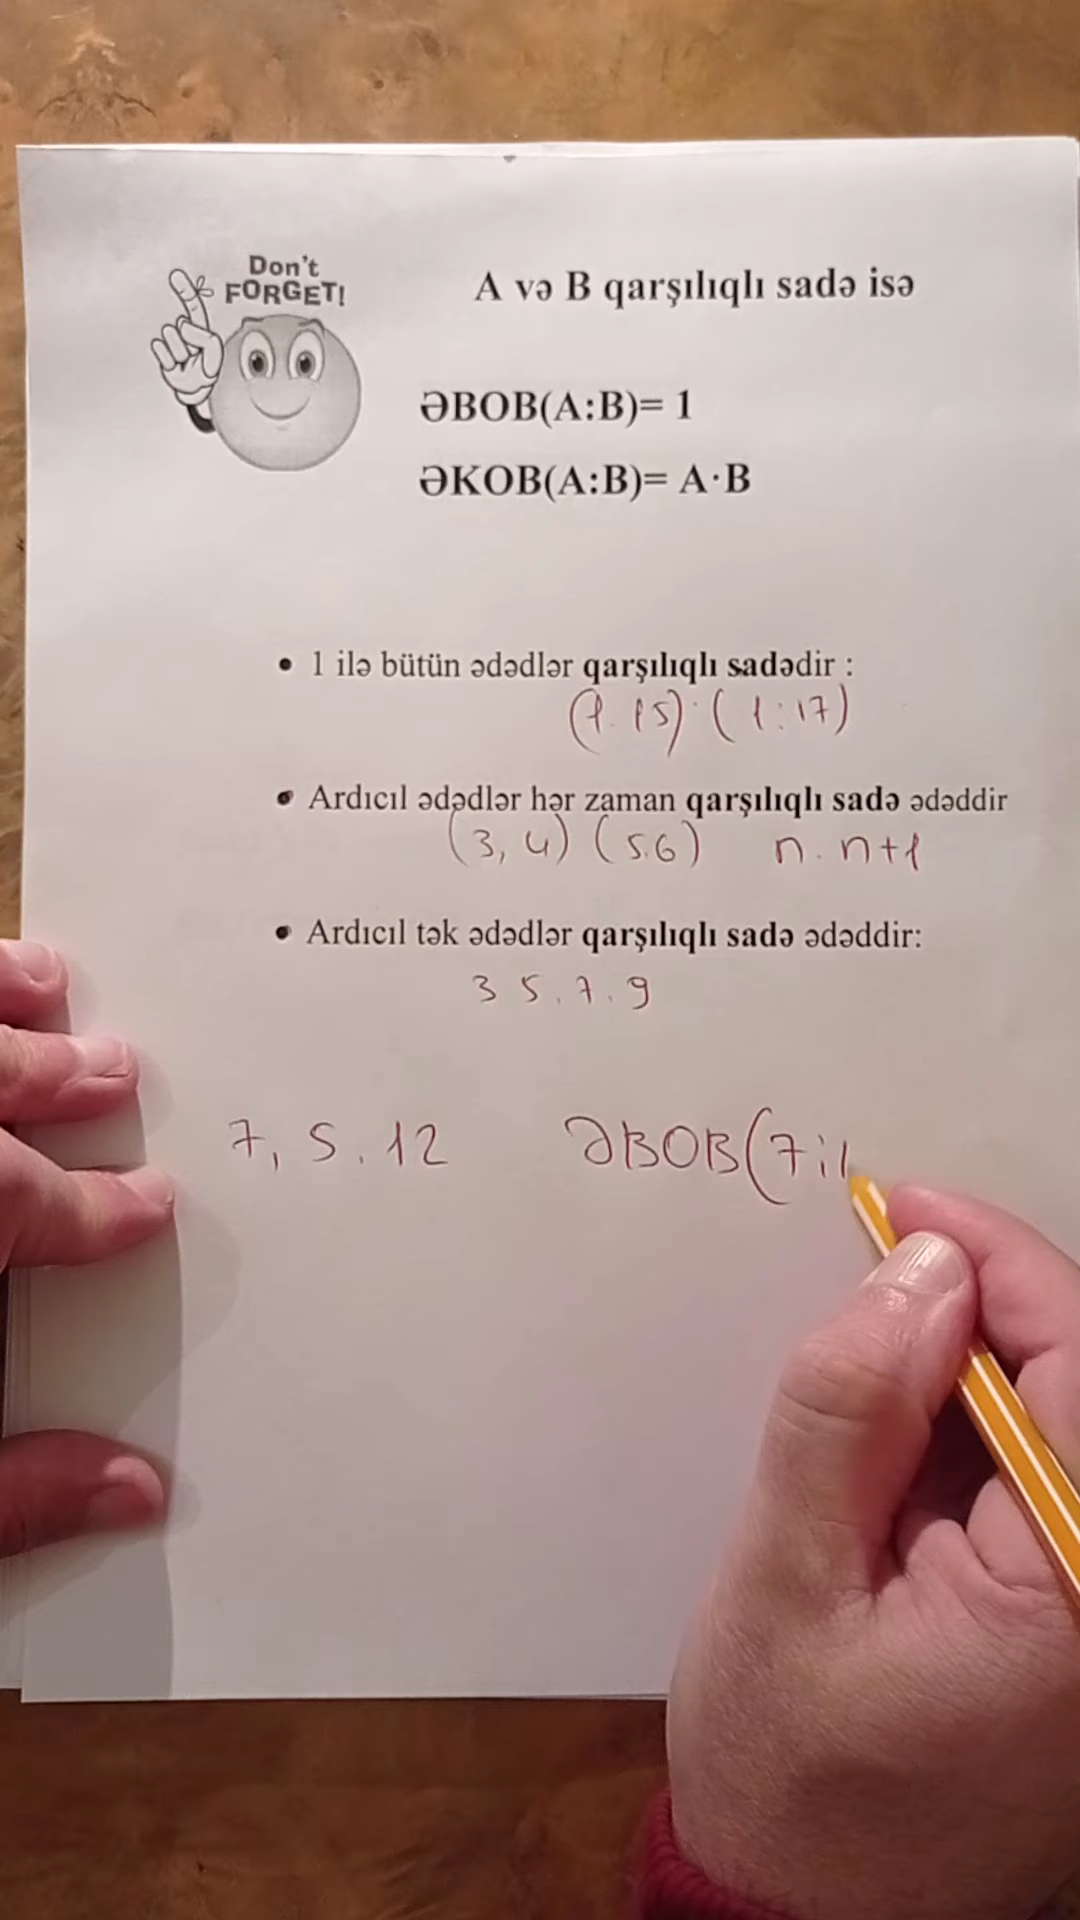 Don't
FORGET!
A və B qarşılıqlı sadə isə
ƏBOB(A:B)= 1
ƏKOB(A:B)= A·B
• 1 ilə bütün ədədlər qarşılıqlı sadədir :
(1. 15) (1:17)
• Ardıcıl ədədlər hər zaman qarşılıqlı sadə ədəddir
(3, 4) (5.6) n. n+1
• Ardıcıl tək ədədlər qarşılıqlı sadə ədəddir:
3 5. 7. 9
7, 5. 12 ƏBOB(7;1